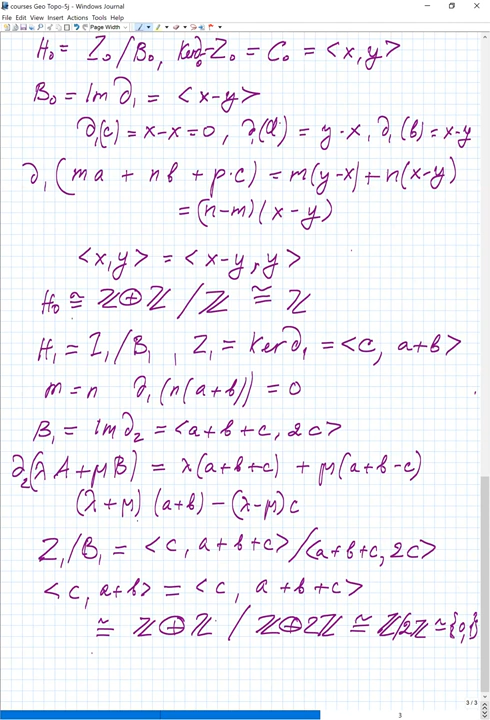 courses Geo Topo-5j - Windows Journal
File Edit Insert Actions Tools Help
Page Width
H₀ = Z₀/B₀, Ker∂₀=Z₀ = C₀ = <x,y>
B₀ = Im ∂₁ = <x-y>
∂₁(c) = x-x = 0, ∂₁(a) = y-x, ∂₁(b) = x-y
∂₁(ma + nb + p·c) = m(y-x) + n(x-y)
= (n-m)(x-y)
<x,y> = <x-y, y>
H₀ ≅ ℤ⊕ℤ / ℤ ≅ ℤ
H₁ = Z₁/B₁, Z₁ = Ker∂₁ = <c, a+b>
m = n ∂₁(n(a+b)) = 0
B₁ = Im ∂₂ = <a+b+c, 2c>
∂₂(λA+μB) = λ(a+b+c) + μ(a+b-c)
(λ+μ)(a+b) - (λ-μ)c
Z₁/B₁ = <c, a+b+c>/<a+b+c, 2c>
<c, a+b> = <c, a+b+c>
≅ ℤ⊕ℤ / ℤ⊕2ℤ ≅ ℤ/2ℤ ≃ {0,1}
3 / 3
3